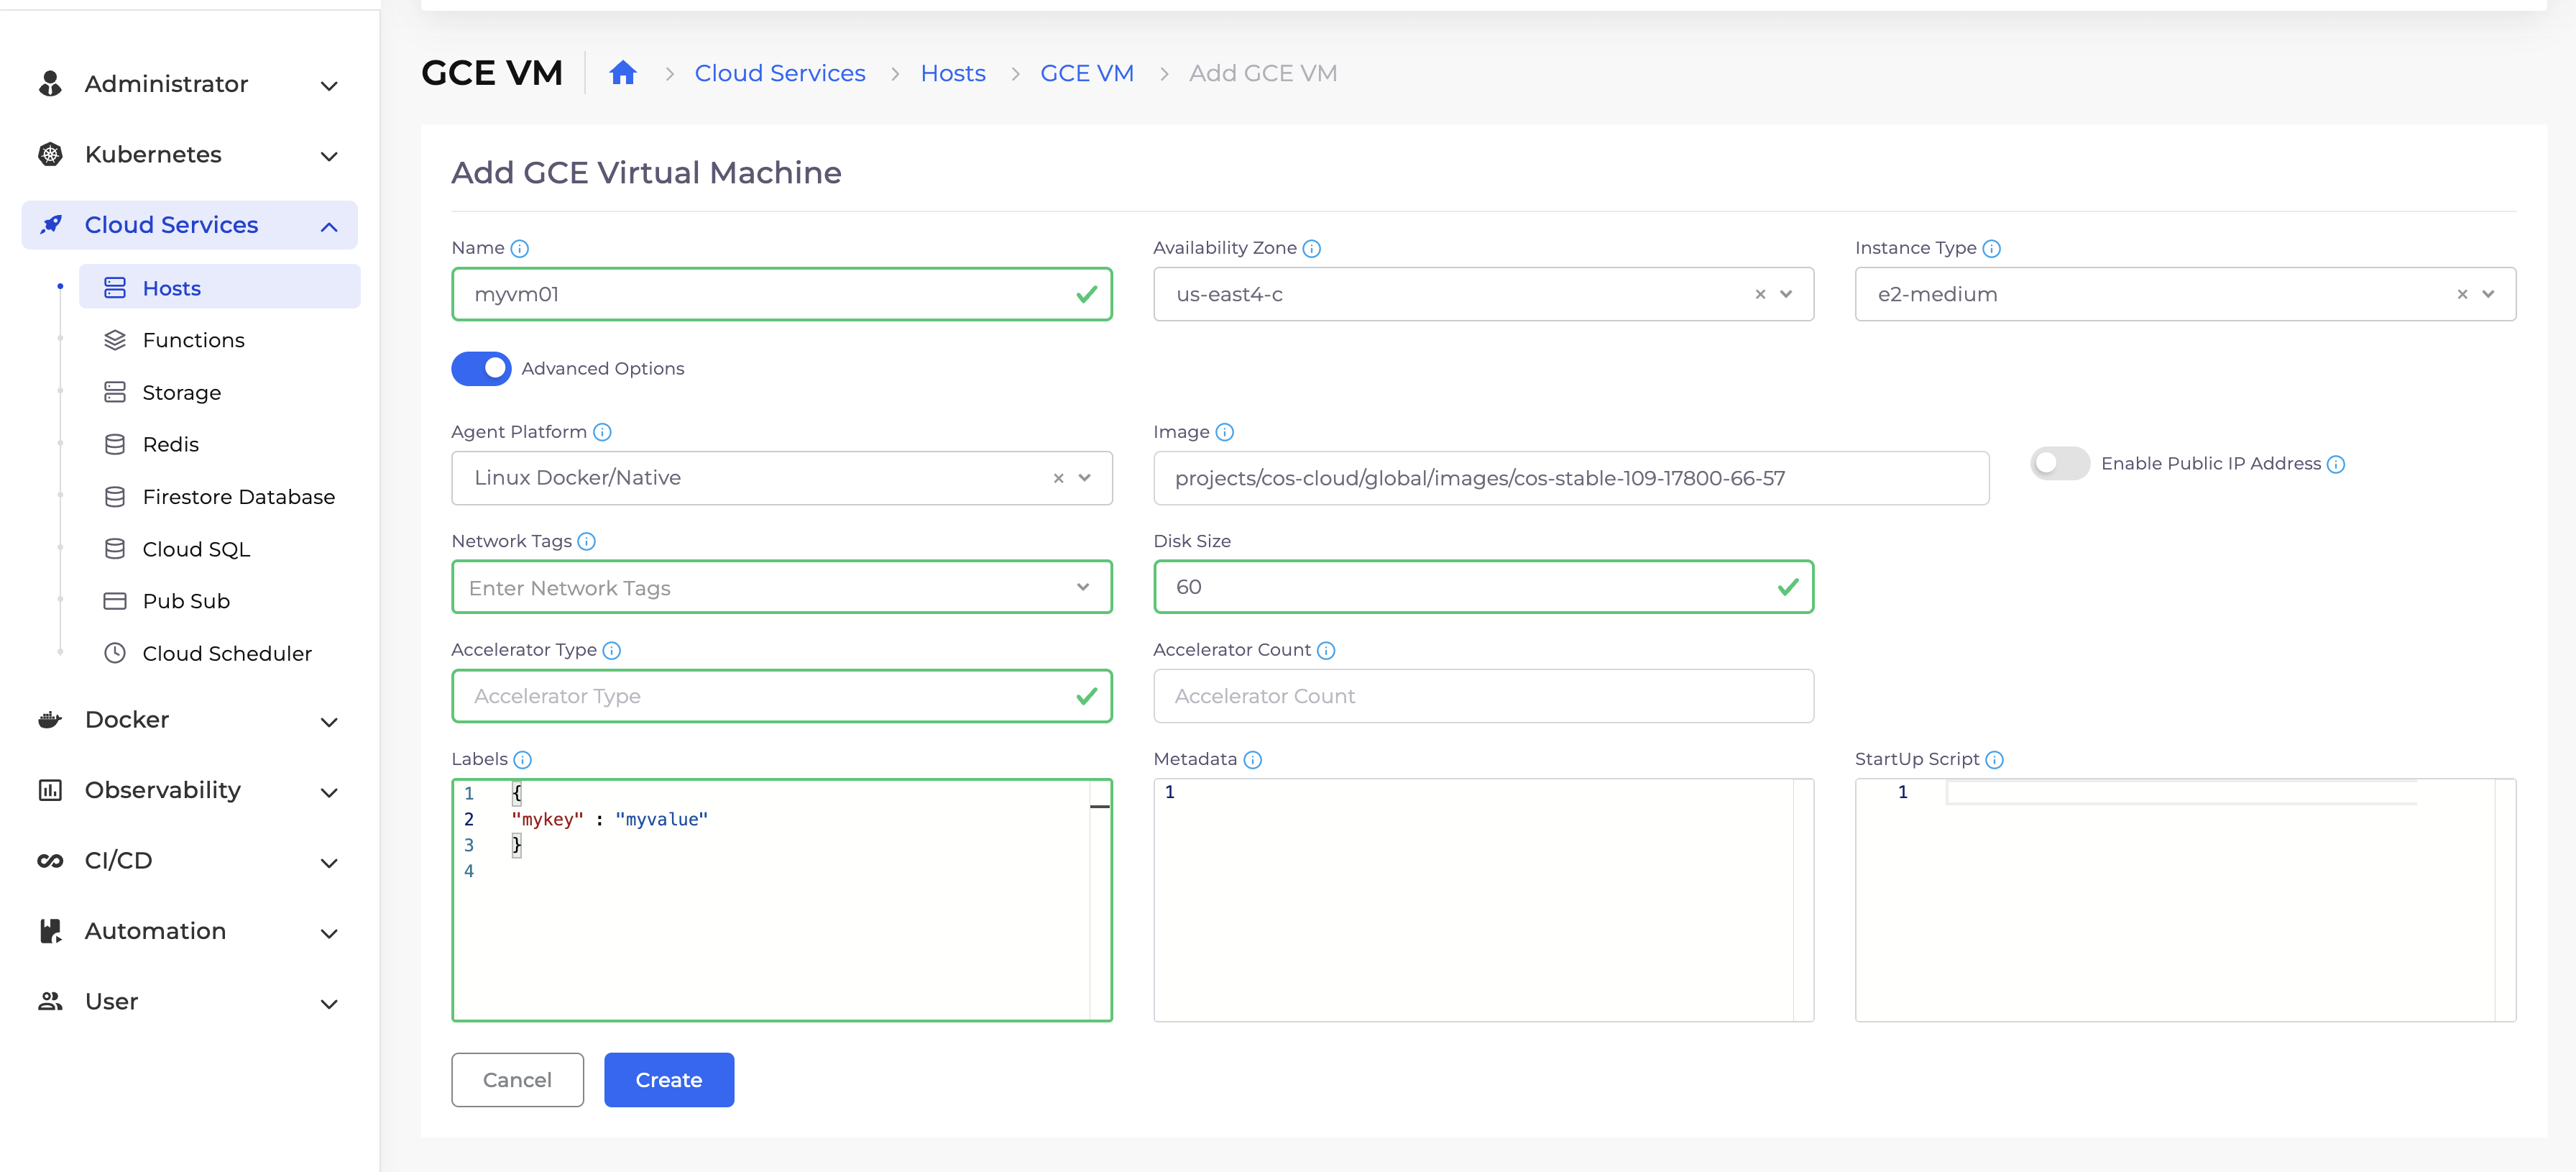 Administrator
Kubernetes
Cloud Services
Hosts
Functions
Storage
Redis
Firestore Database
Cloud SQL
Pub Sub
Cloud Scheduler
Docker
Observability
CI/CD
Automation
User
GCE VM
Cloud Services > Hosts > GCE VM > Add GCE VM
Add GCE Virtual Machine
Name
myvm01
Availability Zone
us-east4-c
Instance Type
e2-medium
Advanced Options
Agent Platform
Linux Docker/Native
Image
projects/cos-cloud/global/images/cos-stable-109-17800-66-57
Enable Public IP Address
Network Tags
Enter Network Tags
Disk Size
60
Accelerator Type
Accelerator Type
Accelerator Count
Accelerator Count
Labels
1 {
2 "mykey" : "myvalue"
3 }
4
Metadata
1
StartUp Script
1
Cancel
Create